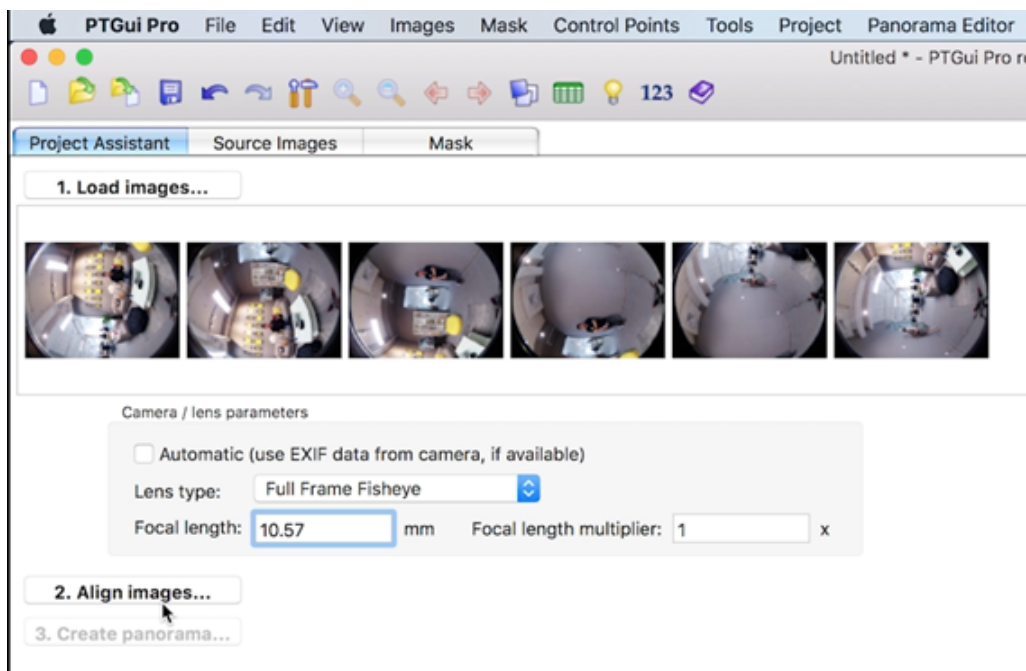 PTGui Pro File Edit View Images Mask Control Points Tools Project Panorama Editor
Untitled * - PTGui Pro
123
Project Assistant Source Images Mask
1. Load images...
Camera / lens parameters
Automatic (use EXIF data from camera, if available)
Lens type: Full Frame Fisheye
Focal length: 10.57 mm Focal length multiplier: 1 x
2. Align images...
3. Create panorama...